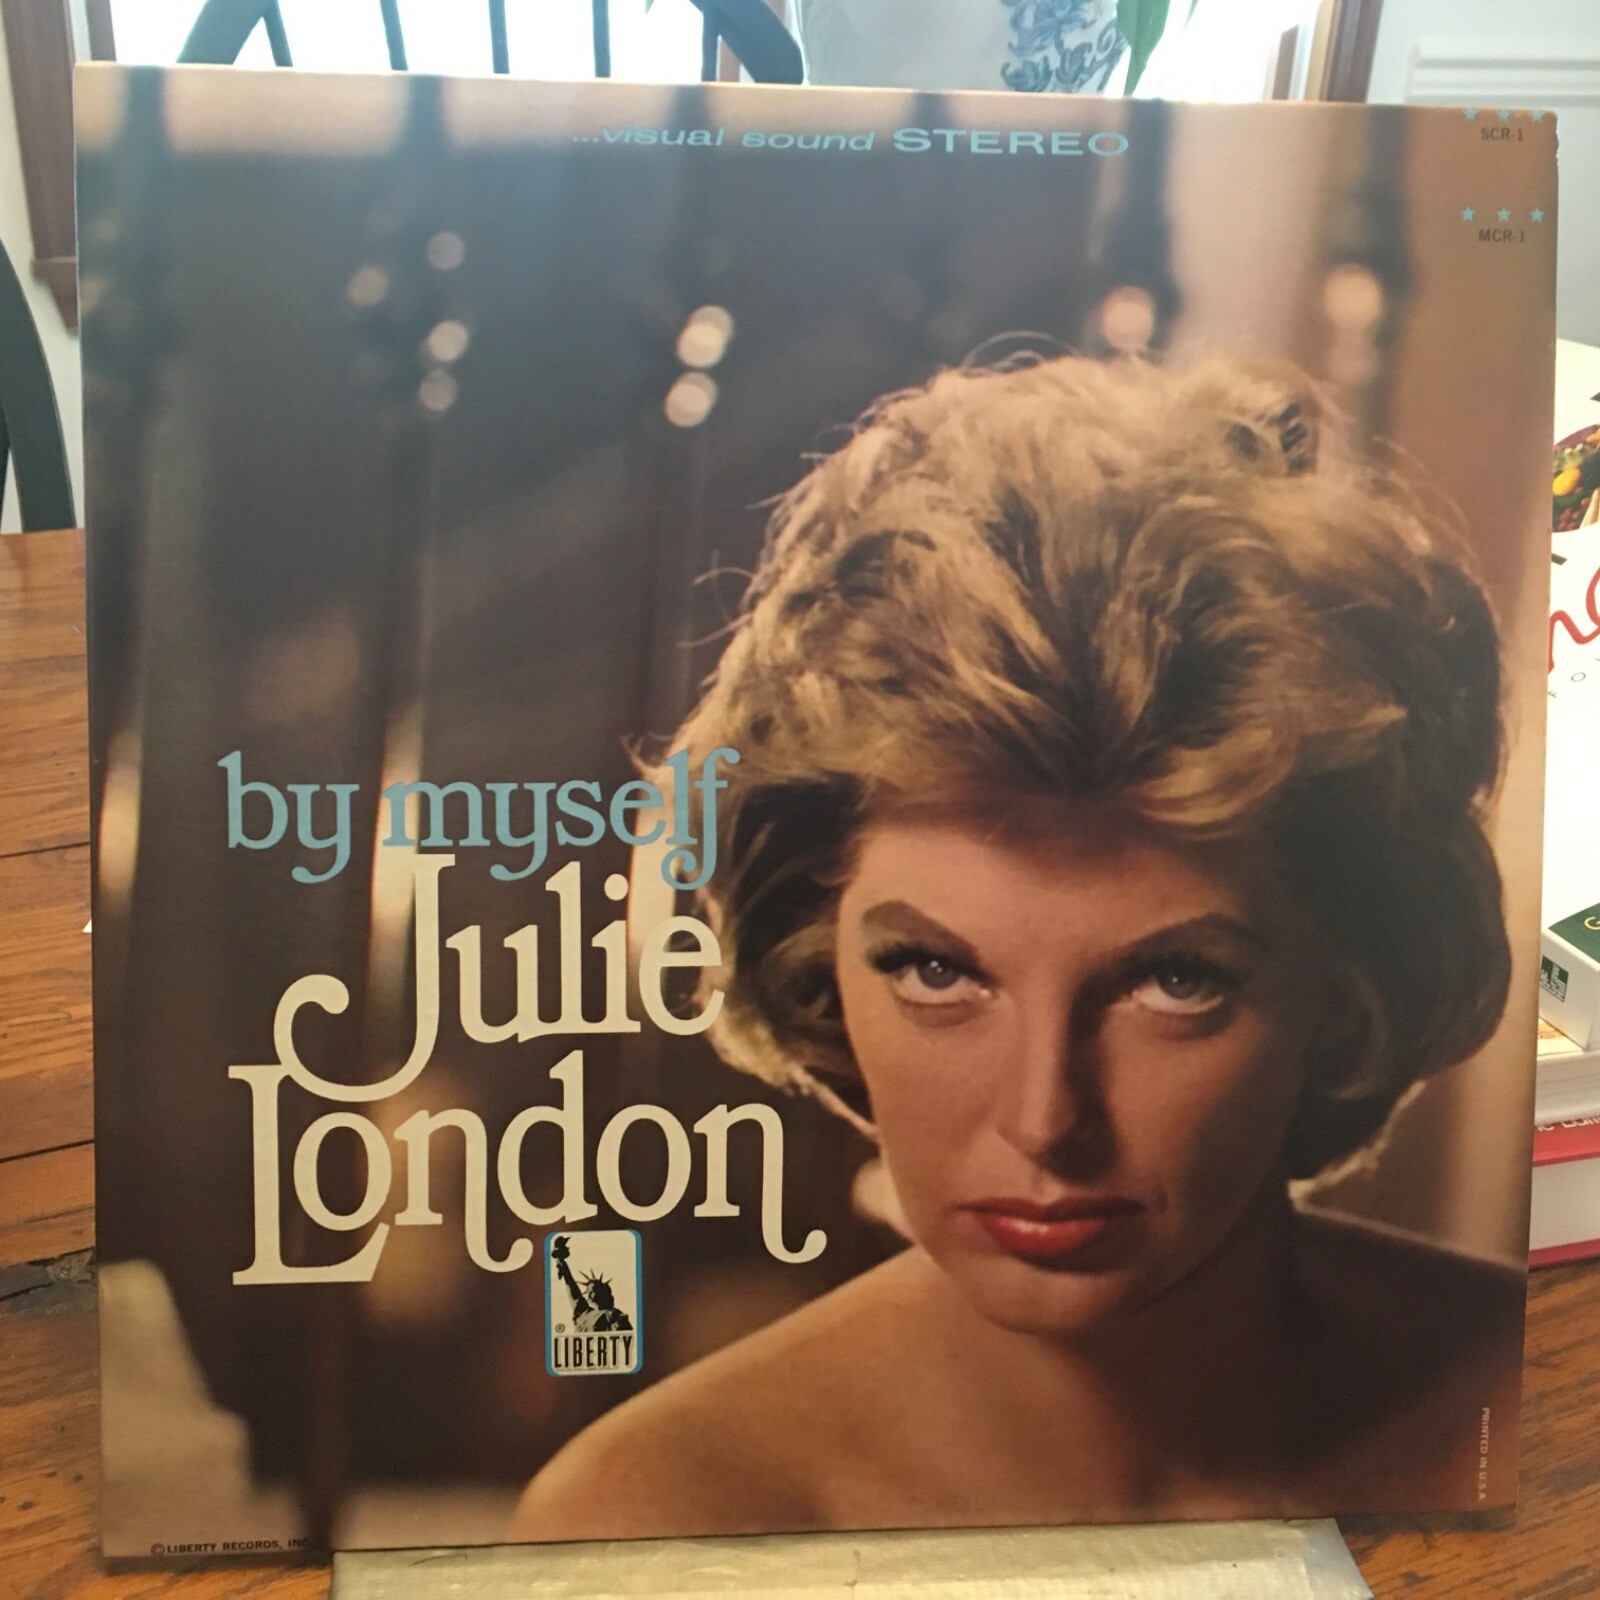 ...visual sound STEREO
SCR-1
MCR-1
by myself
Julie
London
®
LIBERTY
PRINTED IN U.S.A.
© LIBERTY RECORDS, INC.